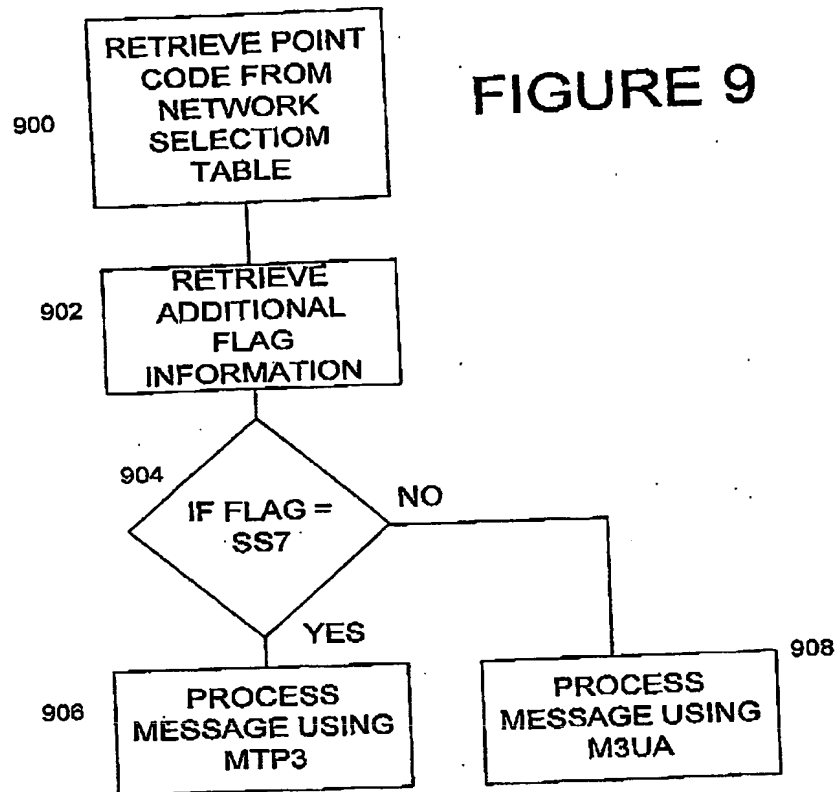 RETRIEVE POINT
CODE FROM
NETWORK
SELECTIOM
TABLE
FIGURE 9
900
RETRIEVE
ADDITIONAL
FLAG
INFORMATION
902
904
IF FLAG =
SS7
NO
YES
906
PROCESS
MESSAGE USING
MTP3
908
PROCESS
MESSAGE USING
M3UA